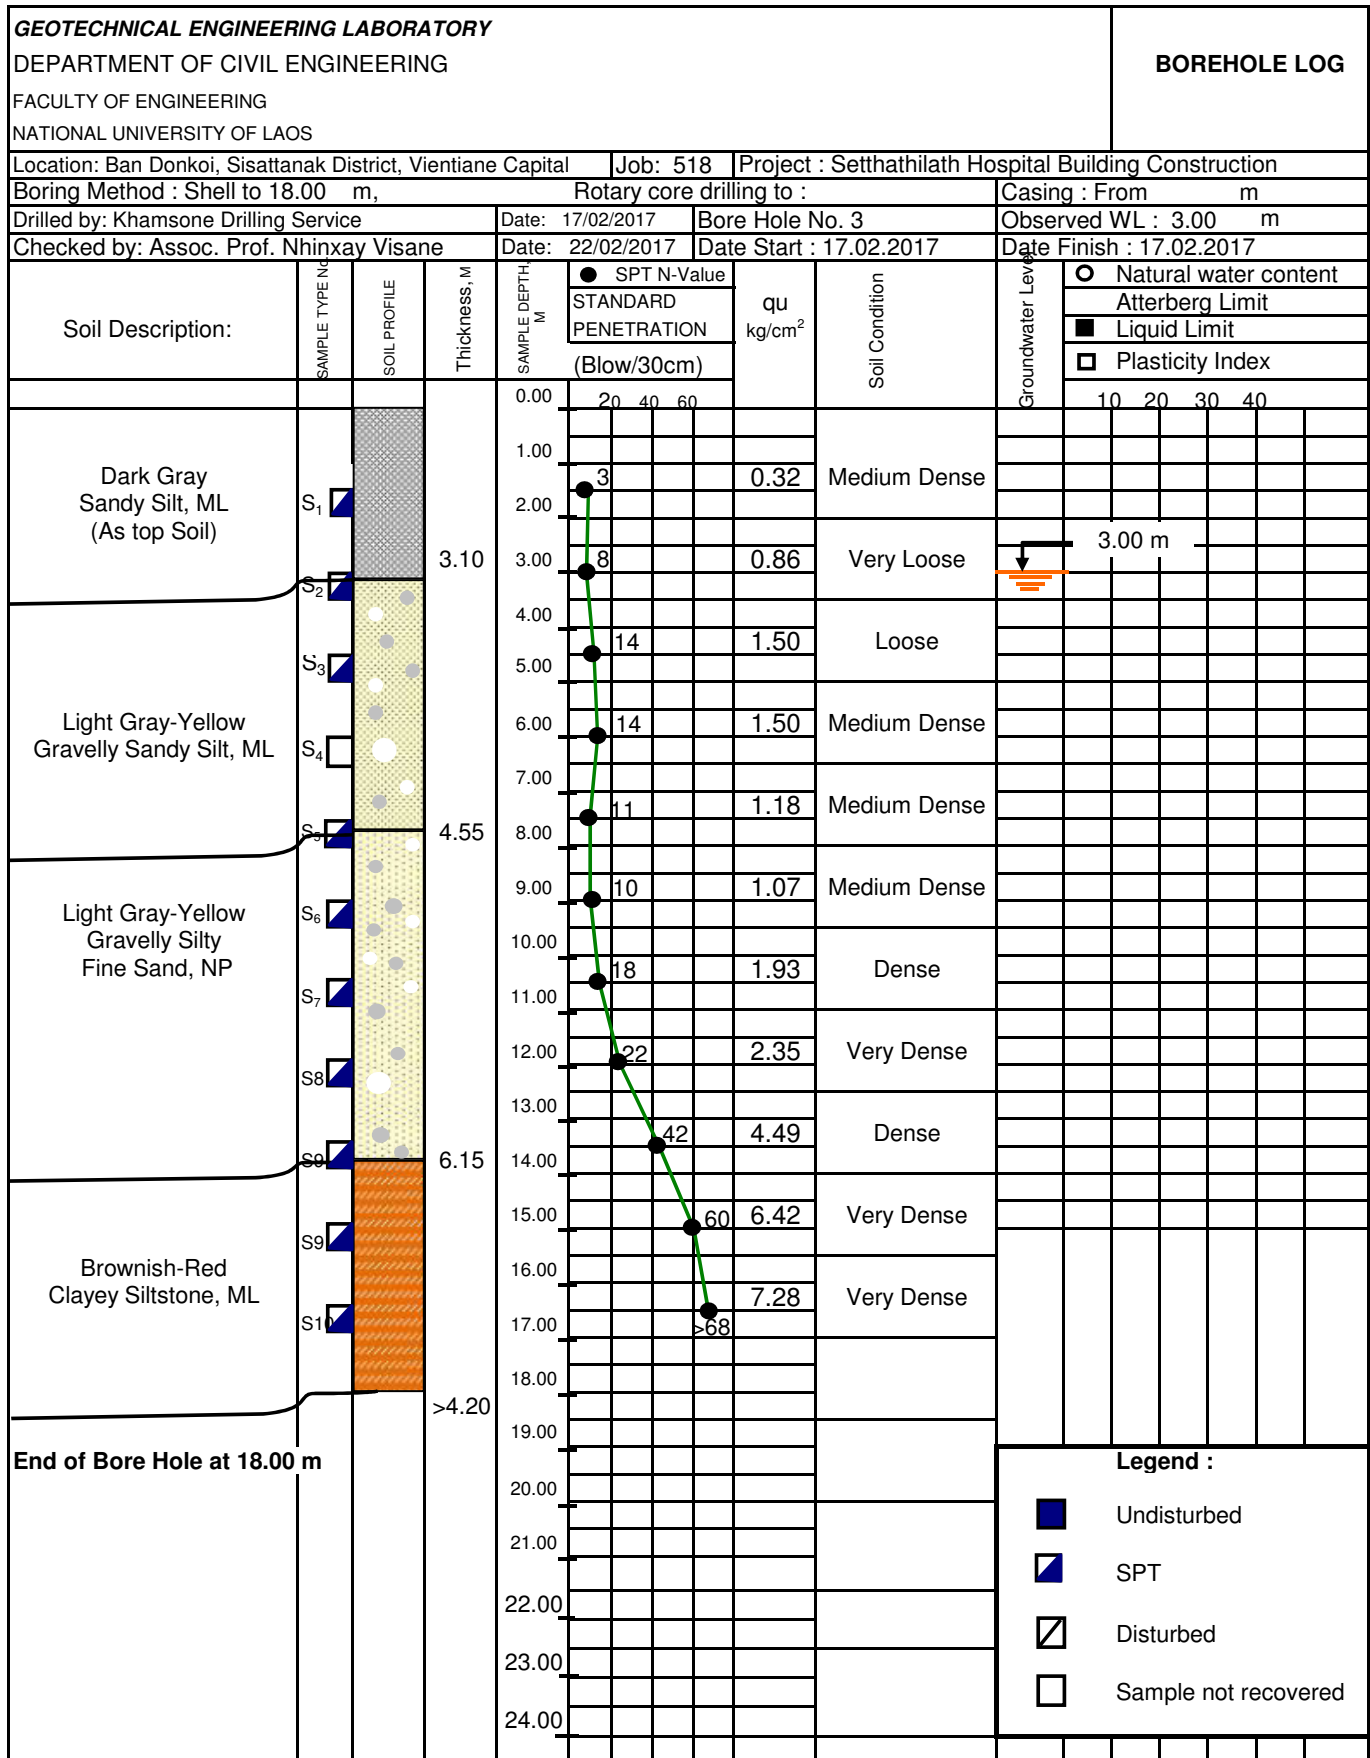 GEOTECHNICAL ENGINEERING LABORATORY
DEPARTMENT OF CIVIL ENGINEERING
FACULTY OF ENGINEERING
NATIONAL UNIVERSITY OF LAOS
BOREHOLE LOG
Location: Ban Donkoi, Sisattanak District, Vientiane Capital
Job: 518
Project : Setthathilath Hospital Building Construction
Boring Method : Shell to 18.00 m,
Rotary core drilling to :
Casing : From m
Drilled by: Khamsone Drilling Service
Date: 17/02/2017
Bore Hole No. 3
Observed WL : 3.00 m
Checked by: Assoc. Prof. Nhinxay Visane
Date: 22/02/2017
Date Start : 17.02.2017
Date Finish : 17.02.2017
Soil Description:
SAMPLE TYPE No
SOIL PROFILE
Thickness, M
SAMPLE DEPTH,
M
SPT N-Value
STANDARD
PENETRATION
(Blow/30cm)
20 40 60
qu
kg/cm2
Soil Condition
Groundwater Level
Natural water content
Atterberg Limit
Liquid Limit
Plasticity Index
10 20 30 40
Dark Gray
Sandy Silt, ML
(As top Soil)
Light Gray-Yellow
Gravelly Sandy Silt, ML
Light Gray-Yellow
Gravelly Silty
Fine Sand, NP
Brownish-Red
Clayey Siltstone, ML
End of Bore Hole at 18.00 m
S1
S2
S3
S4
S5
S6
S7
S8
S9
S9
S10
3.10
4.55
6.15
>4.20
0.00
1.00
2.00
3.00
4.00
5.00
6.00
7.00
8.00
9.00
10.00
11.00
12.00
13.00
14.00
15.00
16.00
17.00
18.00
19.00
20.00
21.00
22.00
23.00
24.00
3
8
14
14
11
10
18
22
42
60
>68
0.32
0.86
1.50
1.50
1.18
1.07
1.93
2.35
4.49
6.42
7.28
Medium Dense
Very Loose
Loose
Medium Dense
Medium Dense
Medium Dense
Dense
Very Dense
Dense
Very Dense
Very Dense
3.00 m
Legend :
Undisturbed
SPT
Disturbed
Sample not recovered